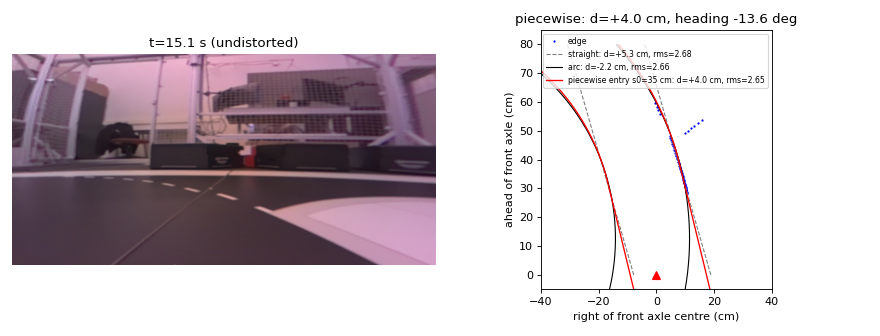 t=15.1 s (undistorted)
piecewise: d=+4.0 cm, heading -13.6 deg
edge
straight: d=+5.3 cm, rms=2.68
arc: d=-2.2 cm, rms=2.66
piecewise entry s0=35 cm: d=+4.0 cm, rms=2.65
ahead of front axle (cm)
80
70
60
50
40
30
20
10
0
−40
−20
0
20
40
right of front axle centre (cm)